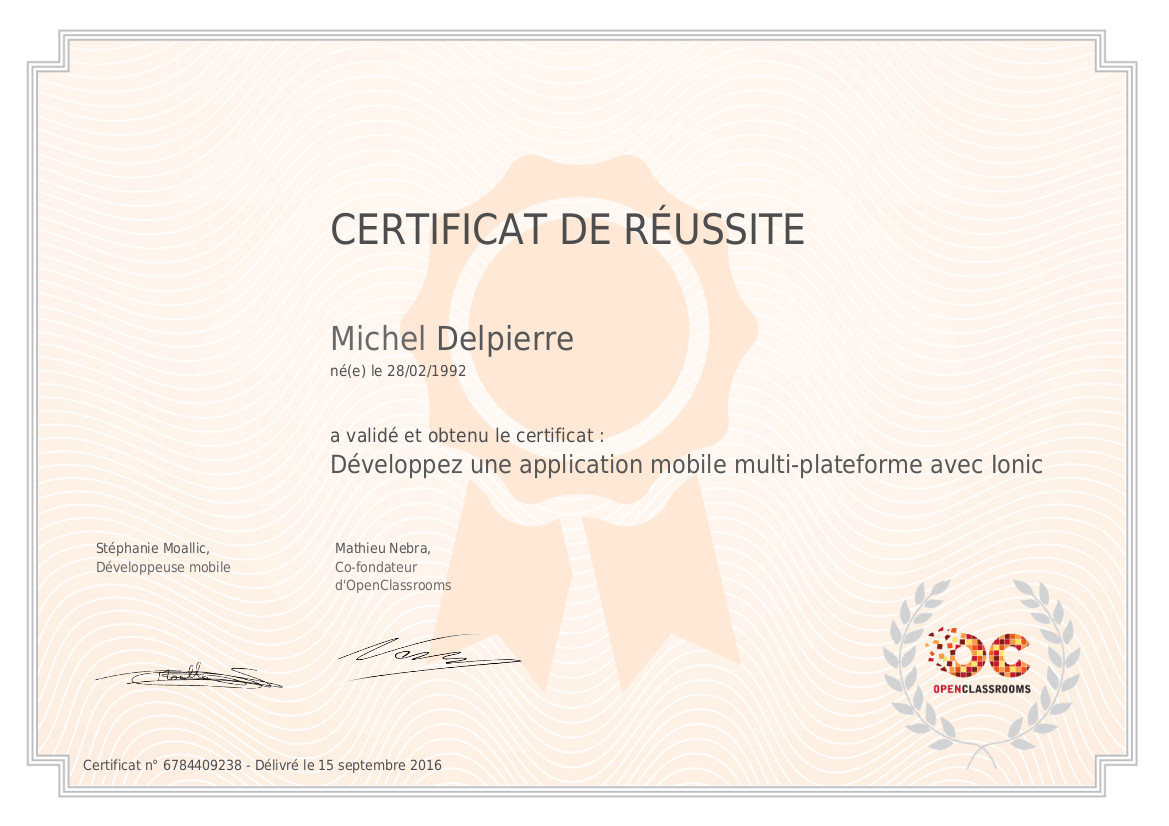 CERTIFICAT DE RÉUSSITE
Michel Delpierre
né(e) le 28/02/1992
a validé et obtenu le certificat :
Développez une application mobile multi-plateforme avec Ionic
Stéphanie Moallic,
Développeuse mobile
Mathieu Nebra,
Co-fondateur
d'OpenClassrooms
OC
OPENCLASSROOMS
Certificat n° 6784409238 - Délivré le 15 septembre 2016